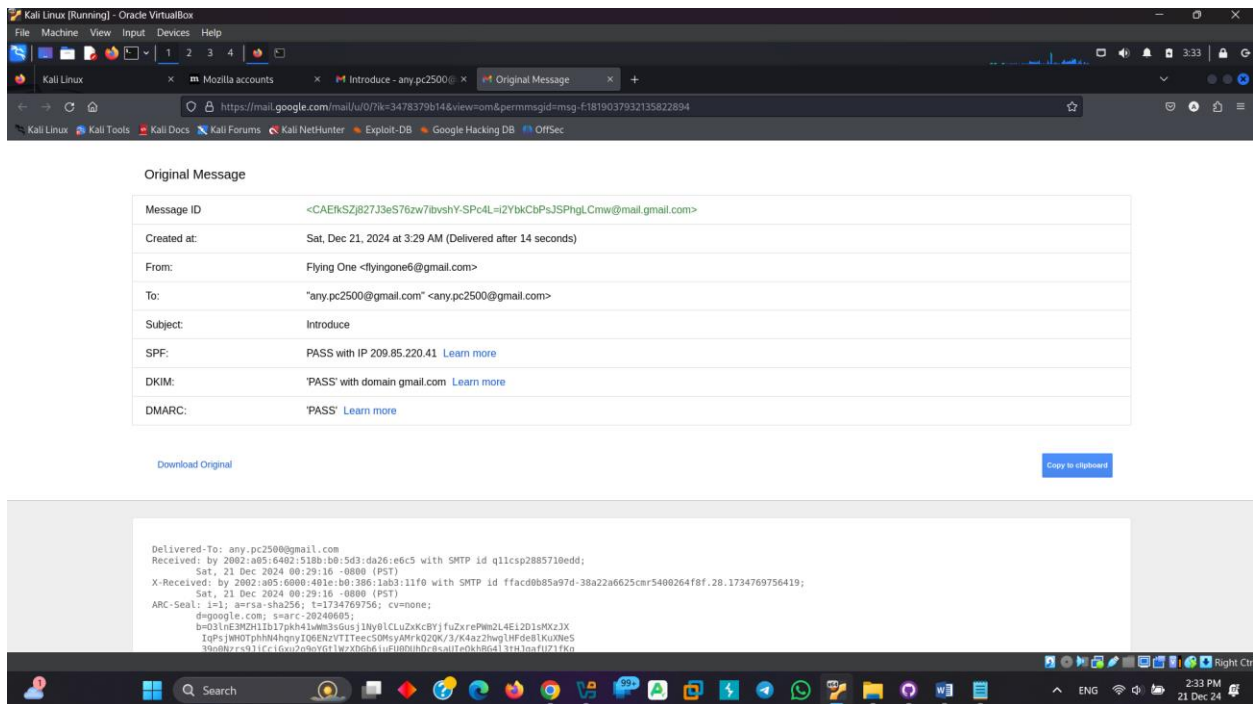 Kali Linux [Running] - Oracle VirtualBox
File Machine View Input Devices Help
1 2 3 4
3:33
Kali Linux
m Mozilla accounts
Introduce - any.pc2500@
Original Message
https://mail.google.com/mail/u/0/?ik=3478379b14&view=om&permmsgid=msg-f:1819037932135822894
Kali Linux Kali Tools Kali Docs Kali Forums Kali NetHunter Exploit-DB Google Hacking DB OffSec
Original Message
Message ID <CAEfkSZj827J3eS76zw7ibvshY-SPc4L=i2YbkCbPsJSPhgLCmw@mail.gmail.com>
Created at: Sat, Dec 21, 2024 at 3:29 AM (Delivered after 14 seconds)
From: Flying One <flyingone6@gmail.com>
To: "any.pc2500@gmail.com" <any.pc2500@gmail.com>
Subject: Introduce
SPF: PASS with IP 209.85.220.41 Learn more
DKIM: 'PASS' with domain gmail.com Learn more
DMARC: 'PASS' Learn more
Download Original
Copy to clipboard
Delivered-To: any.pc2500@gmail.com
Received: by 2002:a05:6402:518b:b0:5d3:da26:e6c5 with SMTP id q11csp2885710edd;
Sat, 21 Dec 2024 00:29:16 -0800 (PST)
X-Received: by 2002:a05:6000:401e:b0:386:1ab3:11f0 with SMTP id ffacd0b85a97d-38a22a6625cmr5400264f8f.28.1734769756419;
Sat, 21 Dec 2024 00:29:16 -0800 (PST)
ARC-Seal: i=1; a=rsa-sha256; t=1734769756; cv=none;
d=google.com; s=arc-20240605;
Right Ctr
1
Search
99+
ENG
2:33 PM
21 Dec 24